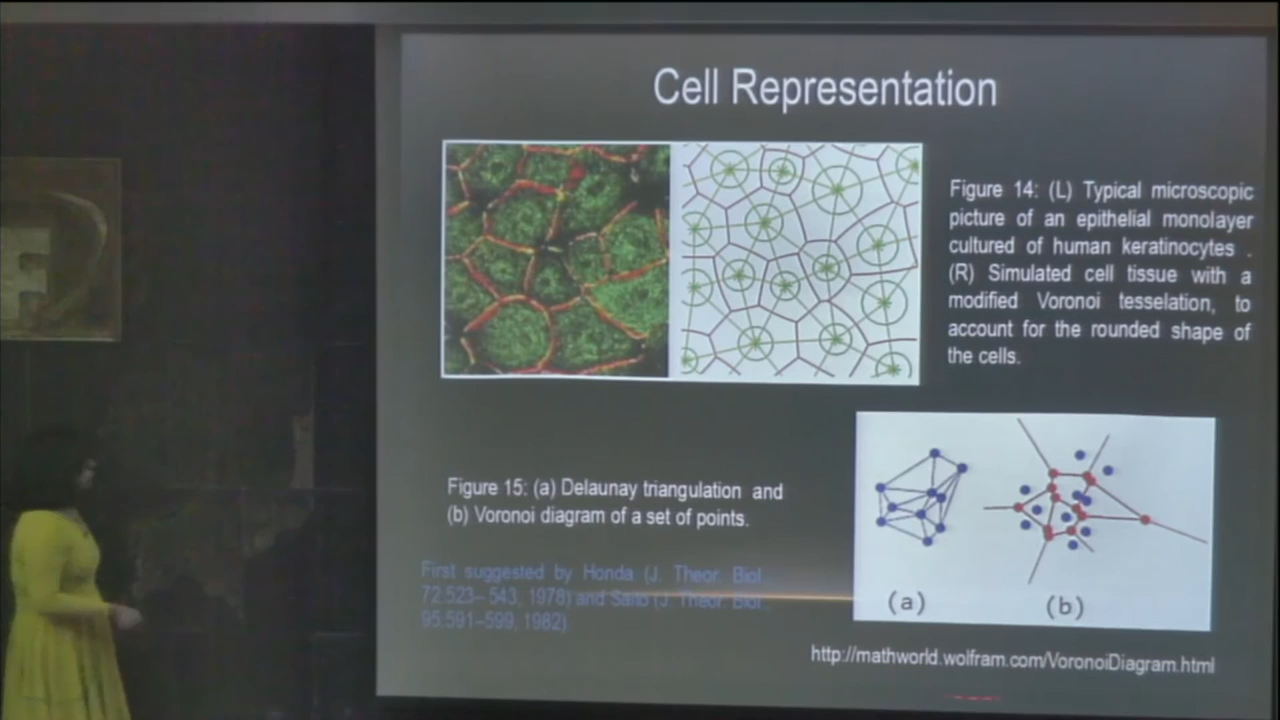 Cell Representation
Figure 14: (L) Typical microscopic
picture of an epithelial monolayer
cultured of human keratinocytes .
(R) Simulated cell tissue with a
modified Voronoi tesselation, to
account for the rounded shape of
the cells.
Figure 15: (a) Delaunay triangulation and
(b) Voronoi diagram of a set of points.
First suggested by Honda (J. Theor. Biol.
72:523– 543, 1978) and Saito (J. Theor. Biol.,
95:591–599, 1982)
(a)
(b)
http://mathworld.wolfram.com/VoronoiDiagram.html